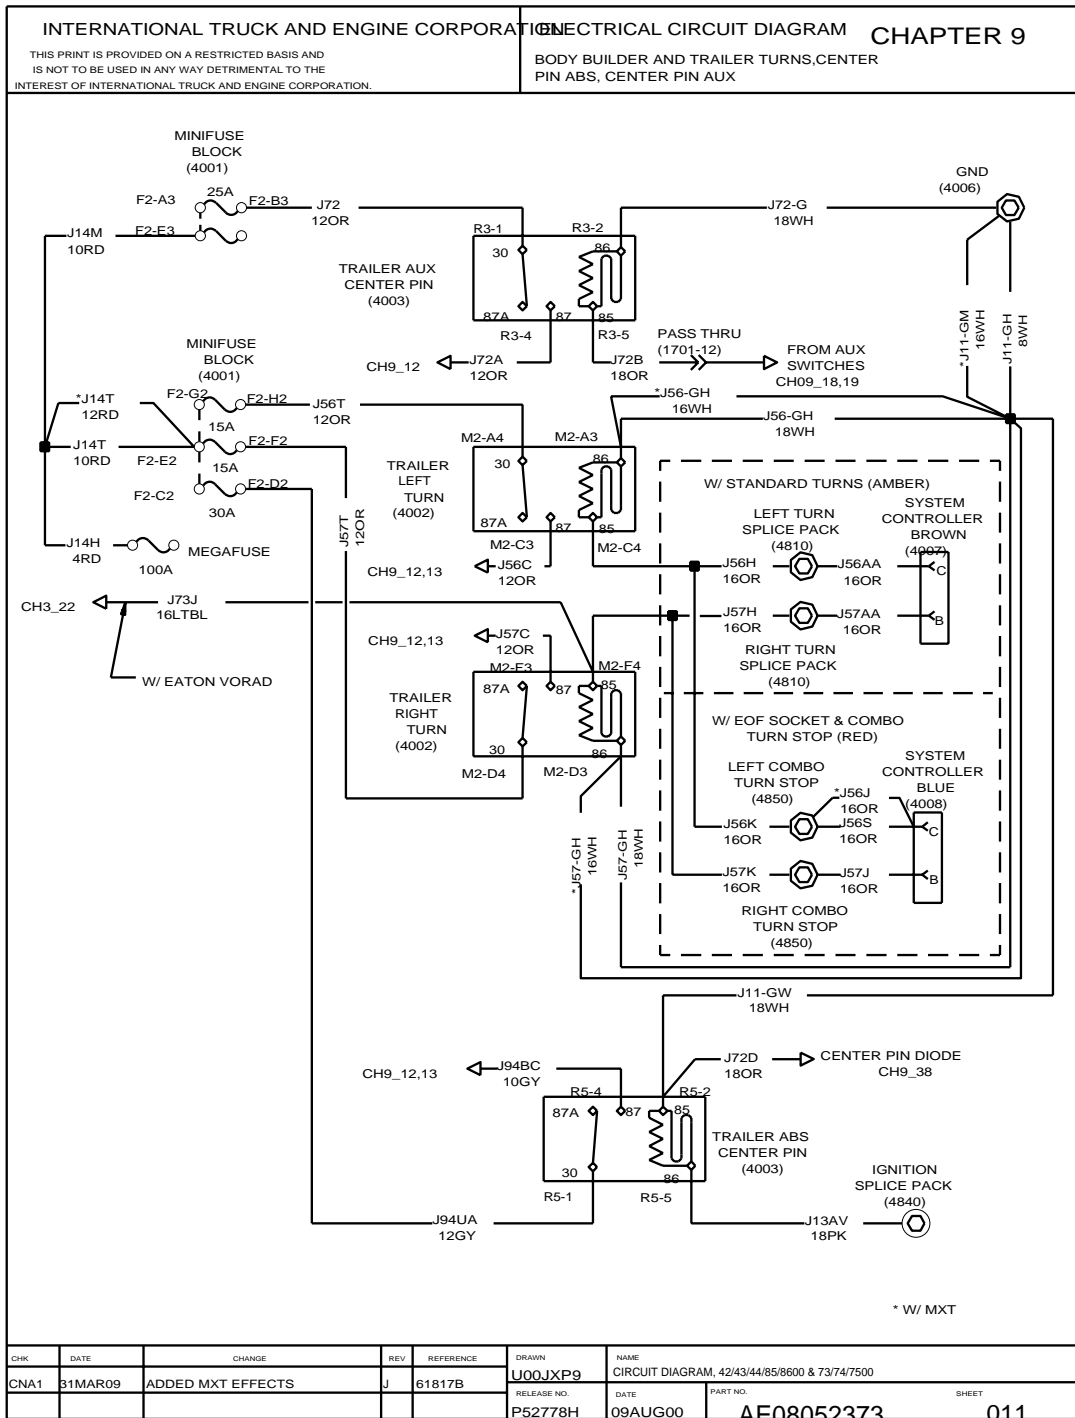 INTERNATIONAL TRUCK AND ENGINE CORPORATION
THIS PRINT IS PROVIDED ON A RESTRICTED BASIS AND
IS NOT TO BE USED IN ANY WAY DETRIMENTAL TO THE
INTEREST OF INTERNATIONAL TRUCK AND ENGINE CORPORATION.
ELECTRICAL CIRCUIT DIAGRAM
CHAPTER 9
BODY BUILDER AND TRAILER TURNS,CENTER
PIN ABS, CENTER PIN AUX
MINIFUSE
BLOCK
(4001)
25A
F2-A3
F2-B3
J72
12OR
J14M
10RD
F2-E3
R3-1
R3-2
J72-G
18WH
GND
(4006)
30
86
TRAILER AUX
CENTER PIN
(4003)
87A
87
85
R3-4
R3-5
CH9_12
J72A
12OR
J72B
18OR
PASS THRU
(1701-12)
FROM AUX
SWITCHES
CH09_18,19
*J11-GM
16WH
J11-GH
8WH
MINIFUSE
BLOCK
(4001)
*J14T
12RD
F2-G2
F2-H2
J56T
12OR
15A
*J56-GH
16WH
J56-GH
18WH
J14T
10RD
F2-E2
F2-F2
15A
F2-C2
F2-D2
30A
J57T
12OR
M2-A4
M2-A3
30
86
TRAILER
LEFT
TURN
(4002)
87A
87
85
M2-C3
M2-C4
J14H
4RD
MEGAFUSE
100A
CH9_12,13
J56C
12OR
W/ STANDARD TURNS (AMBER)
LEFT TURN
SPLICE PACK
(4810)
SYSTEM
CONTROLLER
BROWN
(4007)
J56H
16OR
J56AA
16OR
C
J57H
16OR
J57AA
16OR
B
RIGHT TURN
SPLICE PACK
(4810)
CH3_22
J73J
16LTBL
W/ EATON VORAD
CH9_12,13
J57C
12OR
M2-F3
M2-F4
87A
87
85
TRAILER
RIGHT
TURN
(4002)
30
86
M2-D4
M2-D3
W/ EOF SOCKET & COMBO
TURN STOP (RED)
LEFT COMBO
TURN STOP
(4850)
SYSTEM
CONTROLLER
BLUE
(4008)
*J56J
16OR
J56K
16OR
J56S
16OR
C
J57K
16OR
J57J
16OR
B
RIGHT COMBO
TURN STOP
(4850)
*J57-GH
16WH
J57-GH
18WH
J11-GW
18WH
CH9_12,13
J94BC
10GY
J72D
18OR
CENTER PIN DIODE
CH9_38
R5-4
R5-2
87A
87
85
TRAILER ABS
CENTER PIN
(4003)
30
86
R5-1
R5-5
J94UA
12GY
J13AV
18PK
IGNITION
SPLICE PACK
(4840)
* W/ MXT
CHK DATE CHANGE REV REFERENCE
CNA1 31MAR09 ADDED MXT EFFECTS J 61817B
DRAWN
U00JXP9
NAME
CIRCUIT DIAGRAM, 42/43/44/85/8600 & 73/74/7500
RELEASE NO.
P52778H
DATE
09AUG00
PART NO.
AE08052373
SHEET
011